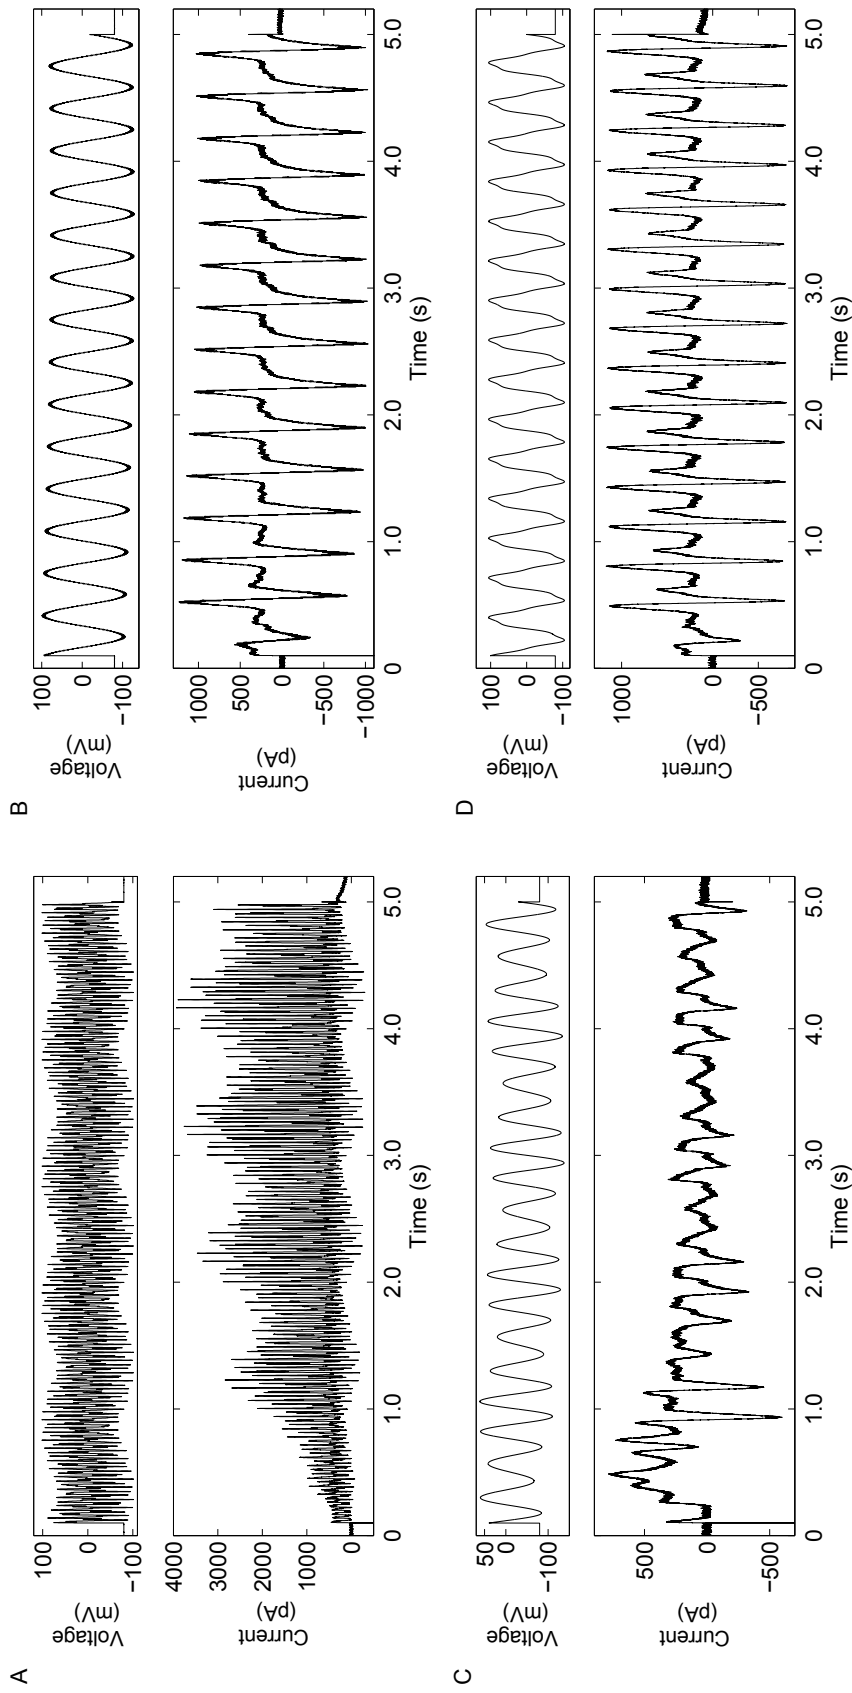 A
100
0
−100
Voltage
(mV)
4000
3000
2000
1000
0
Current
(pA)
0
1.0
2.0
3.0
4.0
5.0
Time (s)
B
100
0
−100
Voltage
(mV)
1000
500
0
−500
−1000
Current
(pA)
0
1.0
2.0
3.0
4.0
5.0
Time (s)
C
50
0
−100
Voltage
(mV)
500
0
−500
Current
(pA)
0
1.0
2.0
3.0
4.0
5.0
Time (s)
D
100
0
−100
Voltage
(mV)
1000
0
−500
Current
(pA)
0
1.0
2.0
3.0
4.0
5.0
Time (s)